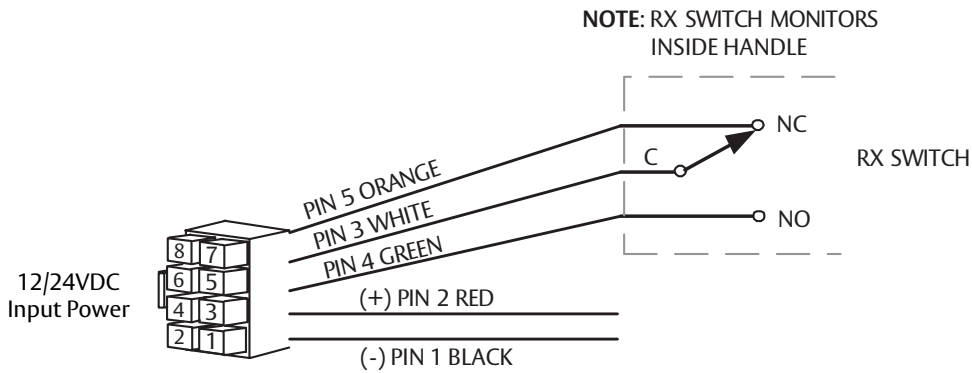 NOTE: RX SWITCH MONITORS
INSIDE HANDLE
NC
C
RX SWITCH
PIN 5 ORANGE
PIN 3 WHITE
NO
PIN 4 GREEN
8 7
12/24VDC
Input Power
6 5
(+) PIN 2 RED
4 3
2 1
(-) PIN 1 BLACK